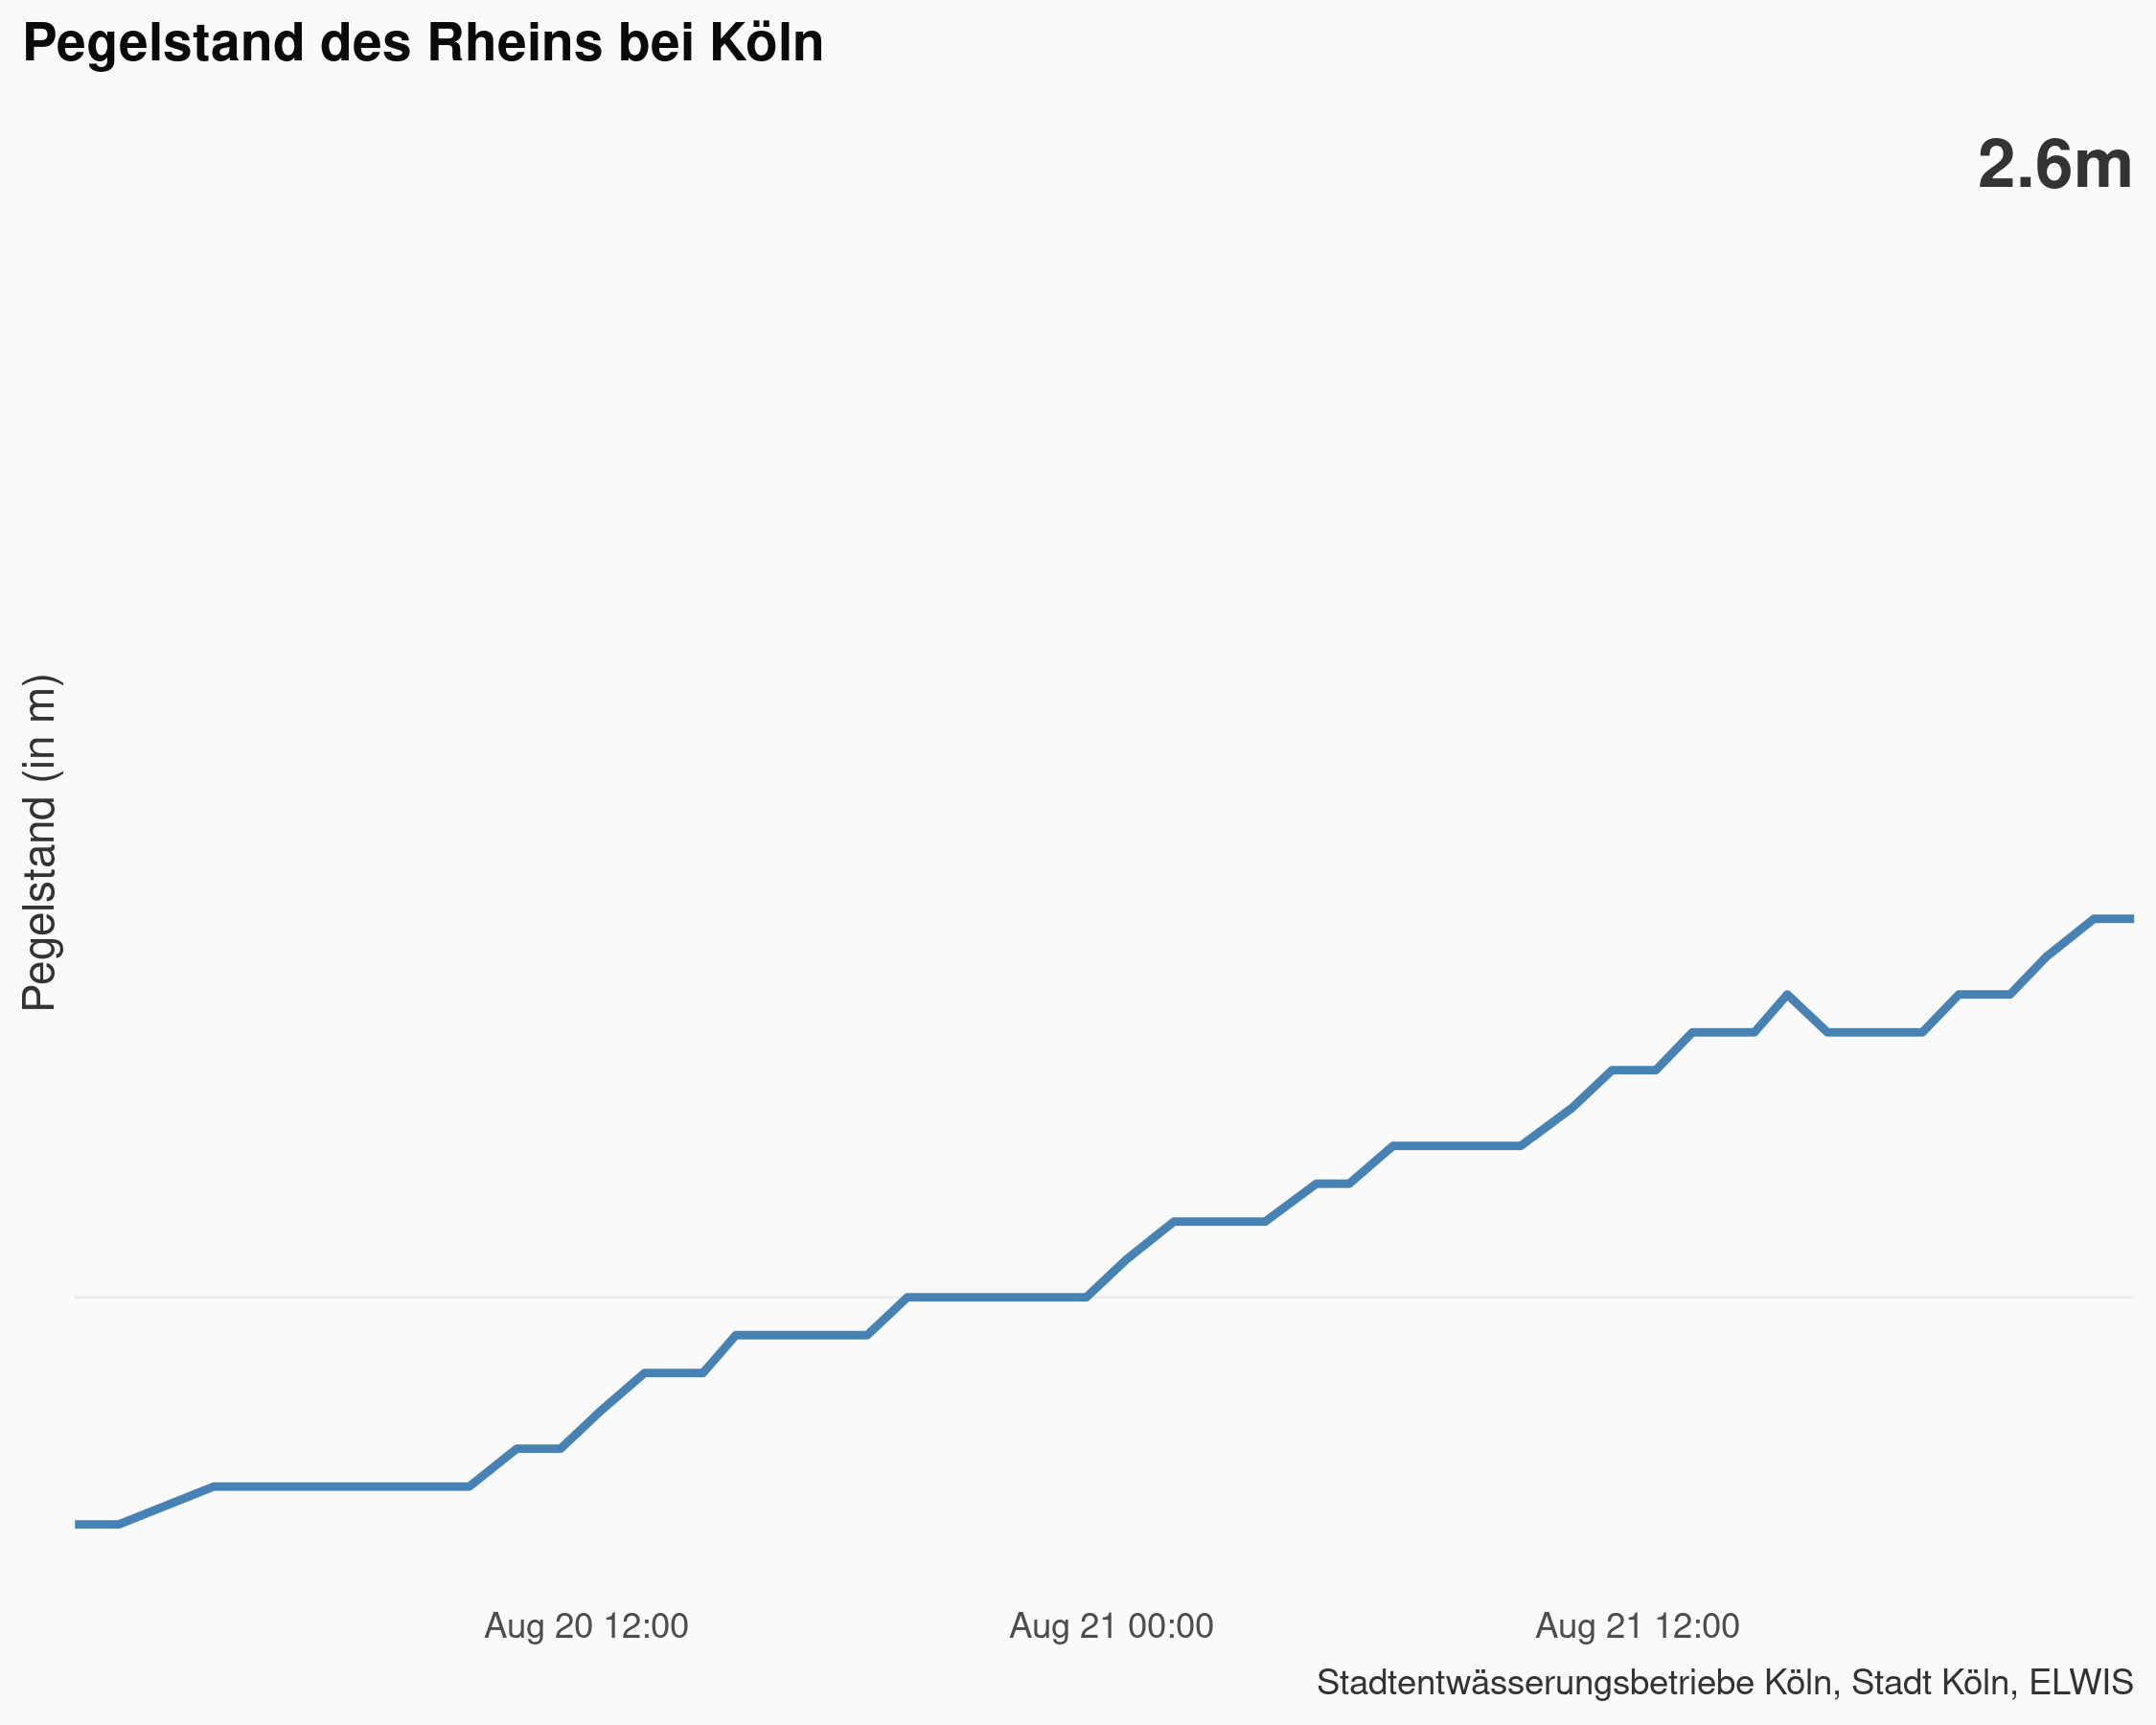 Pegelstand des Rheins bei Köln
2.6m
Pegelstand (in m)
Aug 20 12:00
Aug 21 00:00
Aug 21 12:00
Stadtentwässerungsbetriebe Köln, Stadt Köln, ELWIS